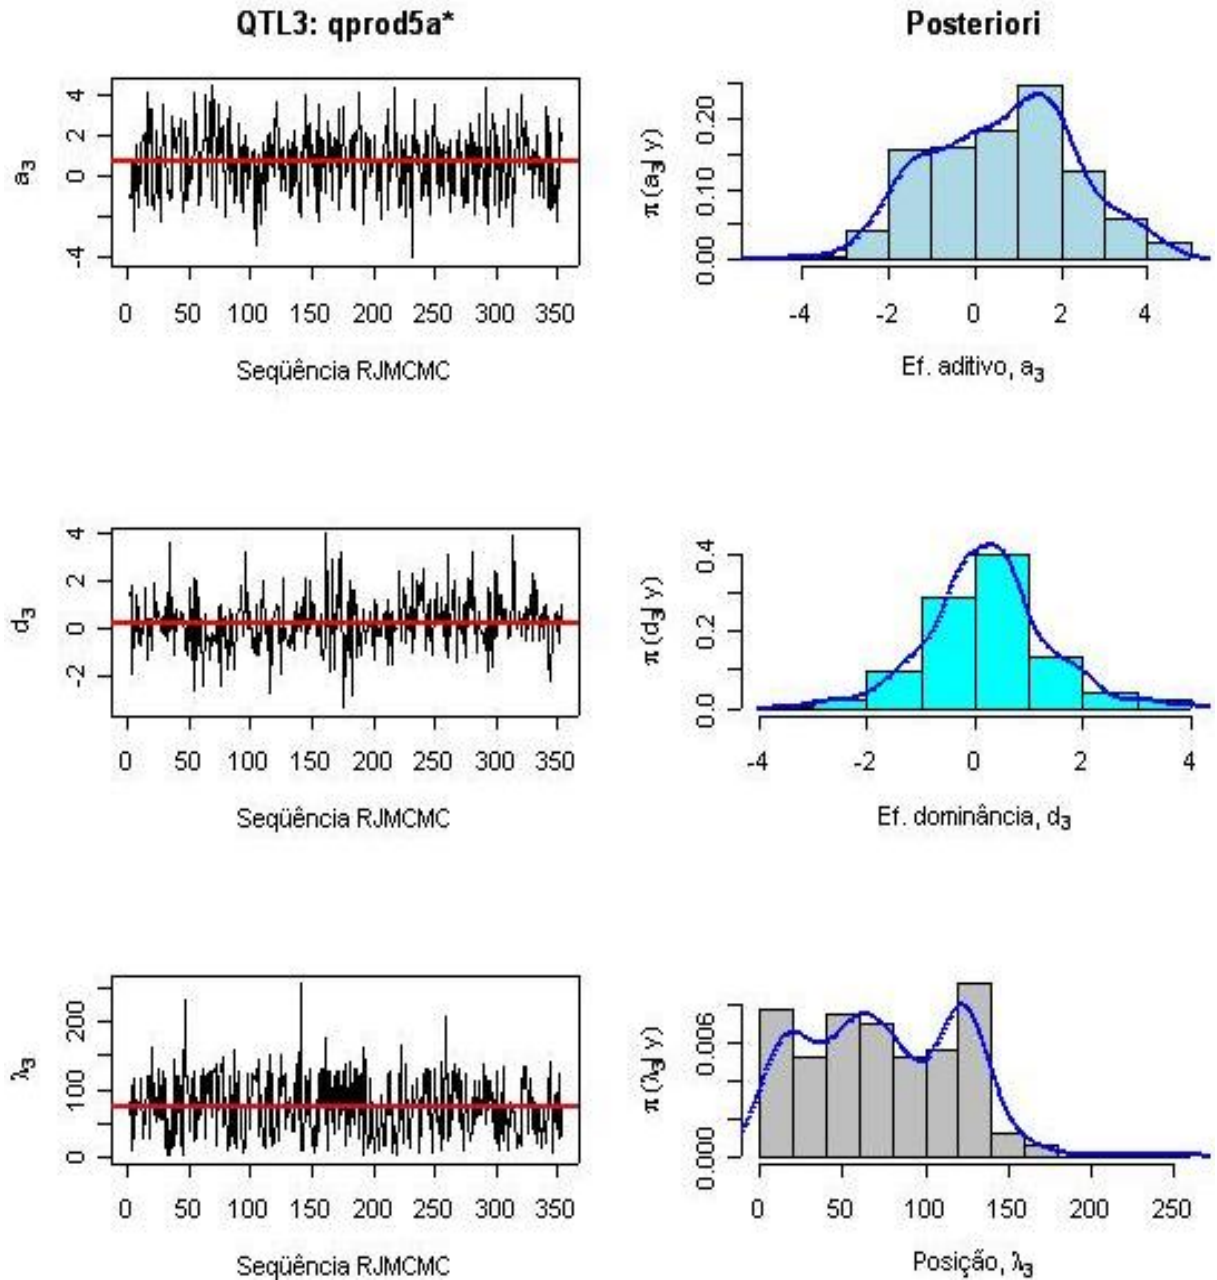 QTL3: qprod5a*
Posteriori
a3
4
2
0
-4
0 50 100 150 200 250 300 350
Seqüência RJMCMC
π(a3| y)
0.20
0.10
0.00
-4 -2 0 2 4
Ef. aditivo, a3
d3
4
2
0
-2
0 50 100 150 200 250 300 350
Seqüência RJMCMC
π(d3| y)
0.4
0.2
0.0
-4 -2 0 2 4
Ef. dominância, d3
λ3
200
100
0
0 50 100 150 200 250 300 350
Seqüência RJMCMC
π(λ3| y)
0.006
0.000
0 50 100 150 200 250
Posição, λ3